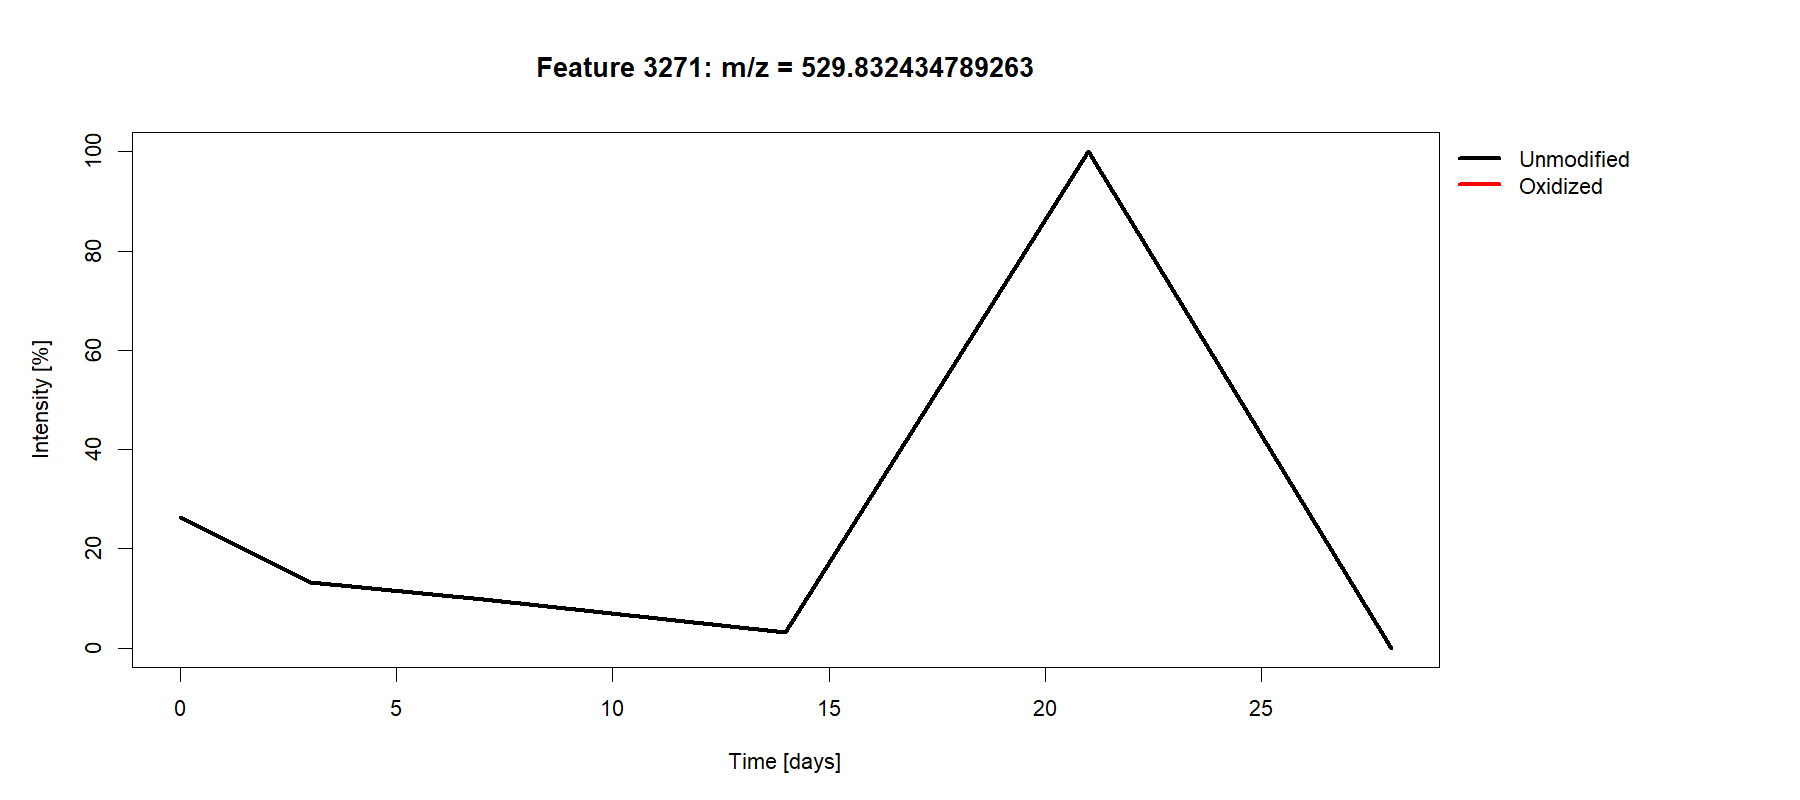 Feature 3271: m/z = 529.832434789263
Unmodified
Oxidized
Intensity [%]
100
80
60
40
20
0
0 5 10 15 20 25
Time [days]